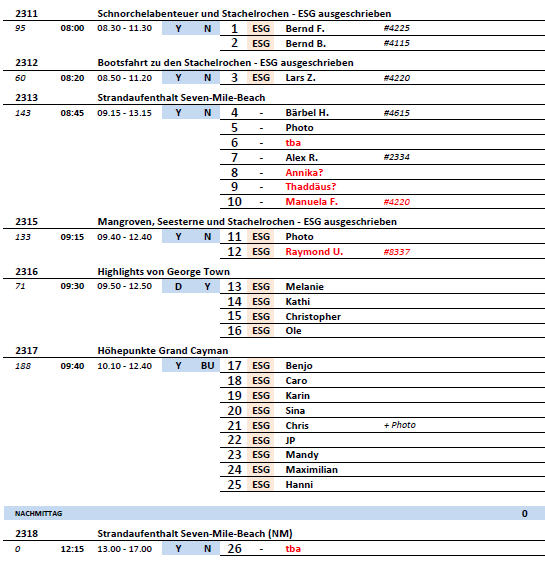 2311 Schnorchelabenteuer und Stachelrochen - ESG ausgeschrieben
95 08:00 08.30 - 11.30 Y N 1 ESG Bernd F. #4225
2 ESG Bernd B. #4115
2312 Bootsfahrt zu den Stachelrochen - ESG ausgeschrieben
60 08:20 08.50 - 11.20 Y N 3 ESG Lars Z. #4220
2313 Strandaufenthalt Seven-Mile-Beach
143 08:45 09.15 - 13.15 Y N 4 - Bärbel H. #4615
5 - Photo
6 - tba
7 - Alex R. #2334
8 - Annika?
9 - Thaddäus?
10 - Manuela F. #4220
2315 Mangroven, Seesterne und Stachelrochen - ESG ausgeschrieben
133 09:15 09.40 - 12.40 Y N 11 ESG Photo
12 ESG Raymond U. #8337
2316 Highlights von George Town
71 09:30 09.50 - 12.50 D Y 13 ESG Melanie
14 ESG Kathi
15 ESG Christopher
16 ESG Ole
2317 Höhepunkte Grand Cayman
188 09:40 10.10 - 12.40 Y BU 17 ESG Benjo
18 ESG Caro
19 ESG Karin
20 ESG Sina
21 ESG Chris + Photo
22 ESG JP
23 ESG Mandy
24 ESG Maximilian
25 ESG Hanni
NACHMITTAG 0
2318 Strandaufenthalt Seven-Mile-Beach (NM)
0 12:15 13.00 - 17.00 Y N 26 - tba